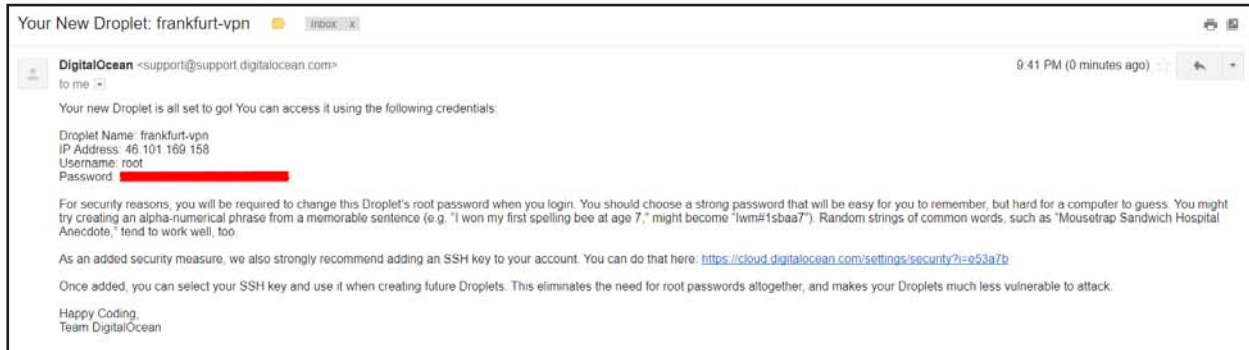 Your New Droplet: frankfurt-vpn Inbox x
DigitalOcean <support@support.digitalocean.com> 9:41 PM (0 minutes ago)
to me
Your new Droplet is all set to go! You can access it using the following credentials:
Droplet Name: frankfurt-vpn
IP Address: 46.101.169.158
Username: root
Password:
For security reasons, you will be required to change this Droplet's root password when you login. You should choose a strong password that will be easy for you to remember, but hard for a computer to guess. You might
try creating an alpha-numerical phrase from a memorable sentence (e.g. "I won my first spelling bee at age 7," might become "Iwm#1sbaa7"). Random strings of common words, such as "Mousetrap Sandwich Hospital
Anecdote," tend to work well, too.
As an added security measure, we also strongly recommend adding an SSH key to your account. You can do that here: https://cloud.digitalocean.com/settings/security?i=e53a7b
Once added, you can select your SSH key and use it when creating future Droplets. This eliminates the need for root passwords altogether, and makes your Droplets much less vulnerable to attack.
Happy Coding,
Team DigitalOcean